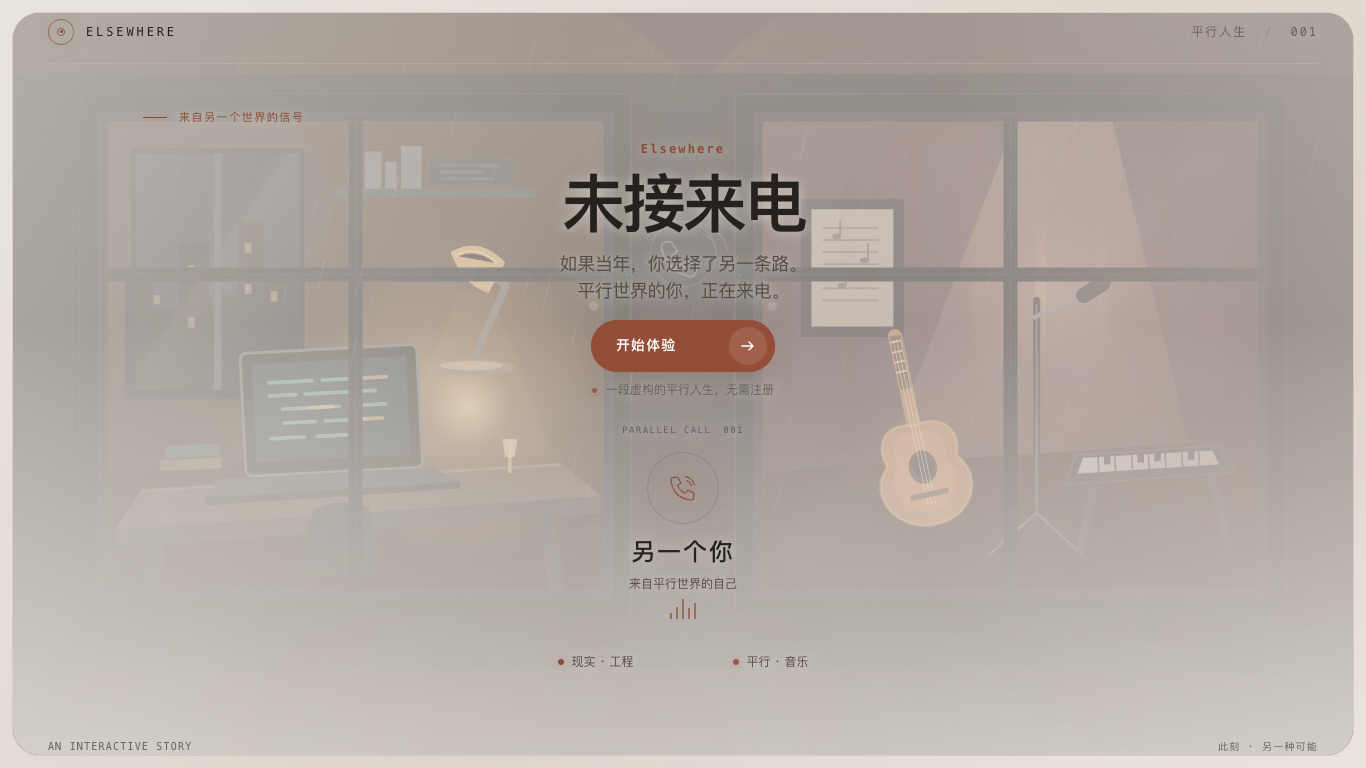 ELSEWHERE
平行人生 / 001
来自另一个世界的信号
Elsewhere
未接来电
如果当年，你选择了另一条路。
平行世界的你，正在来电。
开始体验
一段虚构的平行人生，无需注册
PARALLEL CALL 001
另一个你
来自平行世界的自己
现实 · 工程
平行 · 音乐
AN INTERACTIVE STORY
此刻 · 另一种可能